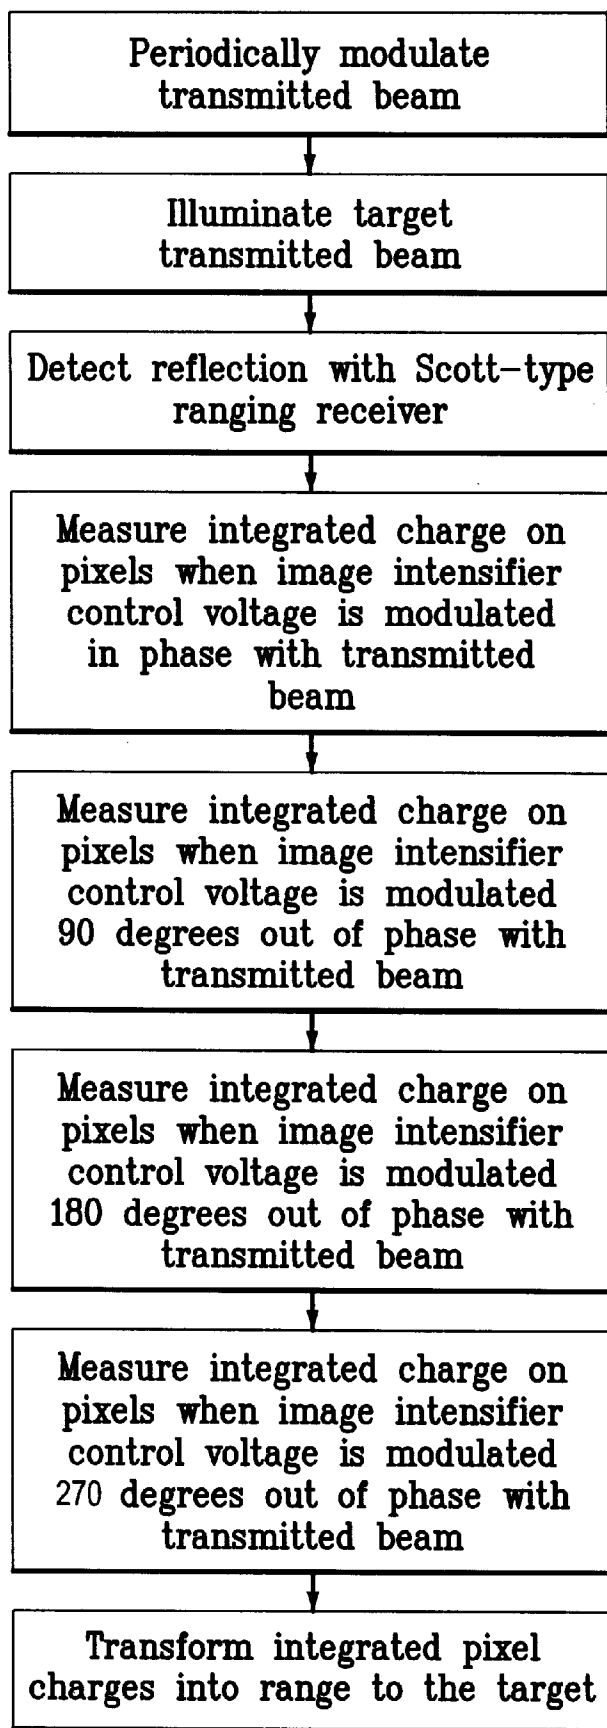 Periodically modulate
transmitted beam
Illuminate target
transmitted beam
Detect reflection with Scott-type
ranging receiver
Measure integrated charge on
pixels when image intensifier
control voltage is modulated
in phase with transmitted
beam
Measure integrated charge on
pixels when image intensifier
control voltage is modulated
90 degrees out of phase with
transmitted beam
Measure integrated charge on
pixels when image intensifier
control voltage is modulated
180 degrees out of phase with
transmitted beam
Measure integrated charge on
pixels when image intensifier
control voltage is modulated
270 degrees out of phase with
transmitted beam
Transform integrated pixel
charges into range to the target